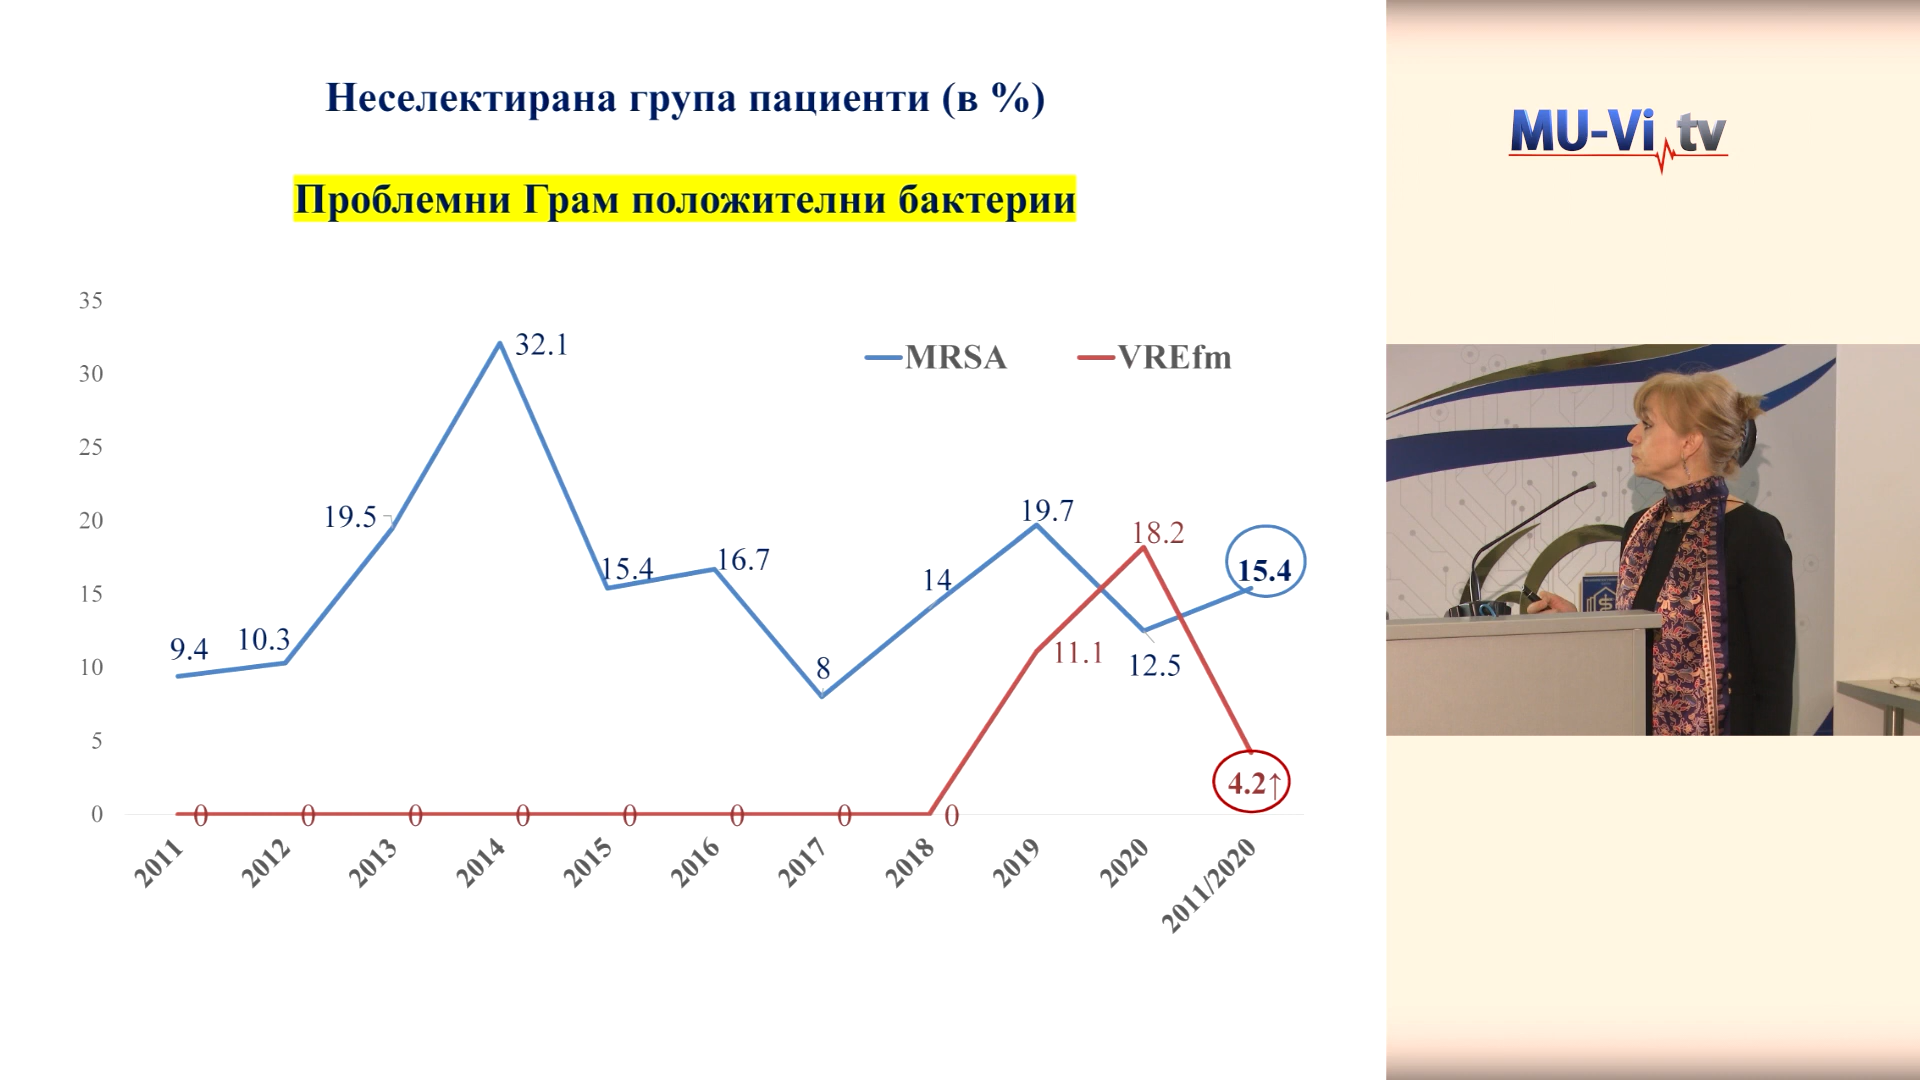 Неселектирана група пациенти (в %)
Проблемни Грам положителни бактерии
MU-Vi tv
35
30
25
20
15
10
5
0
MRSA VREfm
9.4 10.3 19.5 32.1 15.4 16.7 8 14 19.7 12.5 15.4
0 0 0 0 0 0 0 0 11.1 18.2 4.2↑
2011 2012 2013 2014 2015 2016 2017 2018 2019 2020 2011/2020